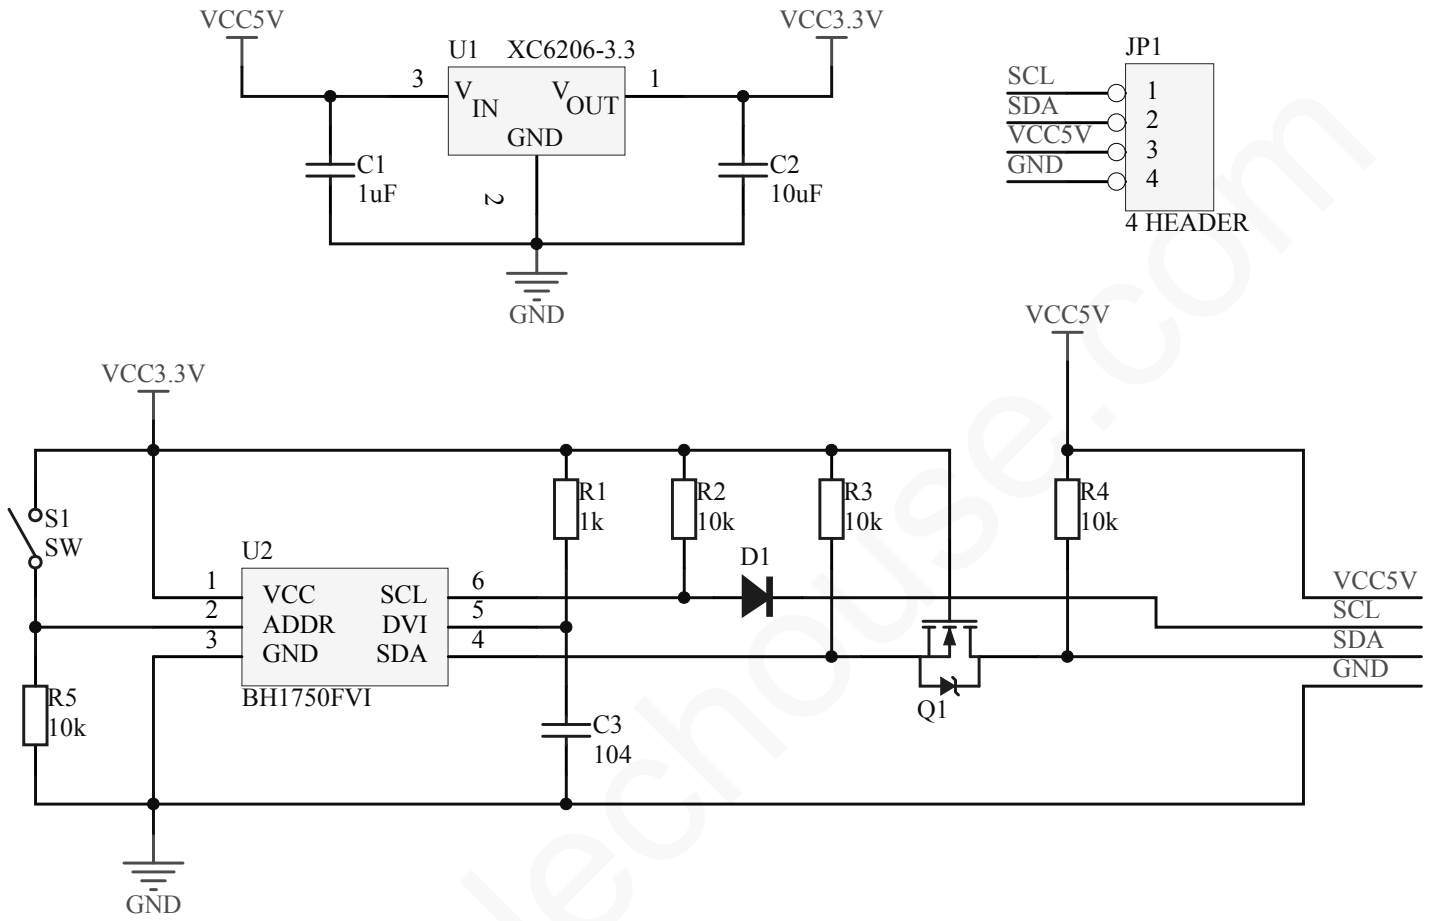 VCC5V
VCC3.3V
U1 XC6206-3.3
3
1
V IN
V OUT
GND
2
C1
1uF
C2
10uF
GND
JP1
SCL
1
SDA
2
VCC5V
3
GND
4
4 HEADER
VCC5V
VCC3.3V
S1
SW
R1
1k
R2
10k
R3
10k
R4
10k
U2
D1
1 VCC SCL 6
2 ADDR DVI 5
3 GND SDA 4
BH1750FVI
VCC5V
SCL
SDA
GND
R5
10k
Q1
C3
104
GND
lechouse.com